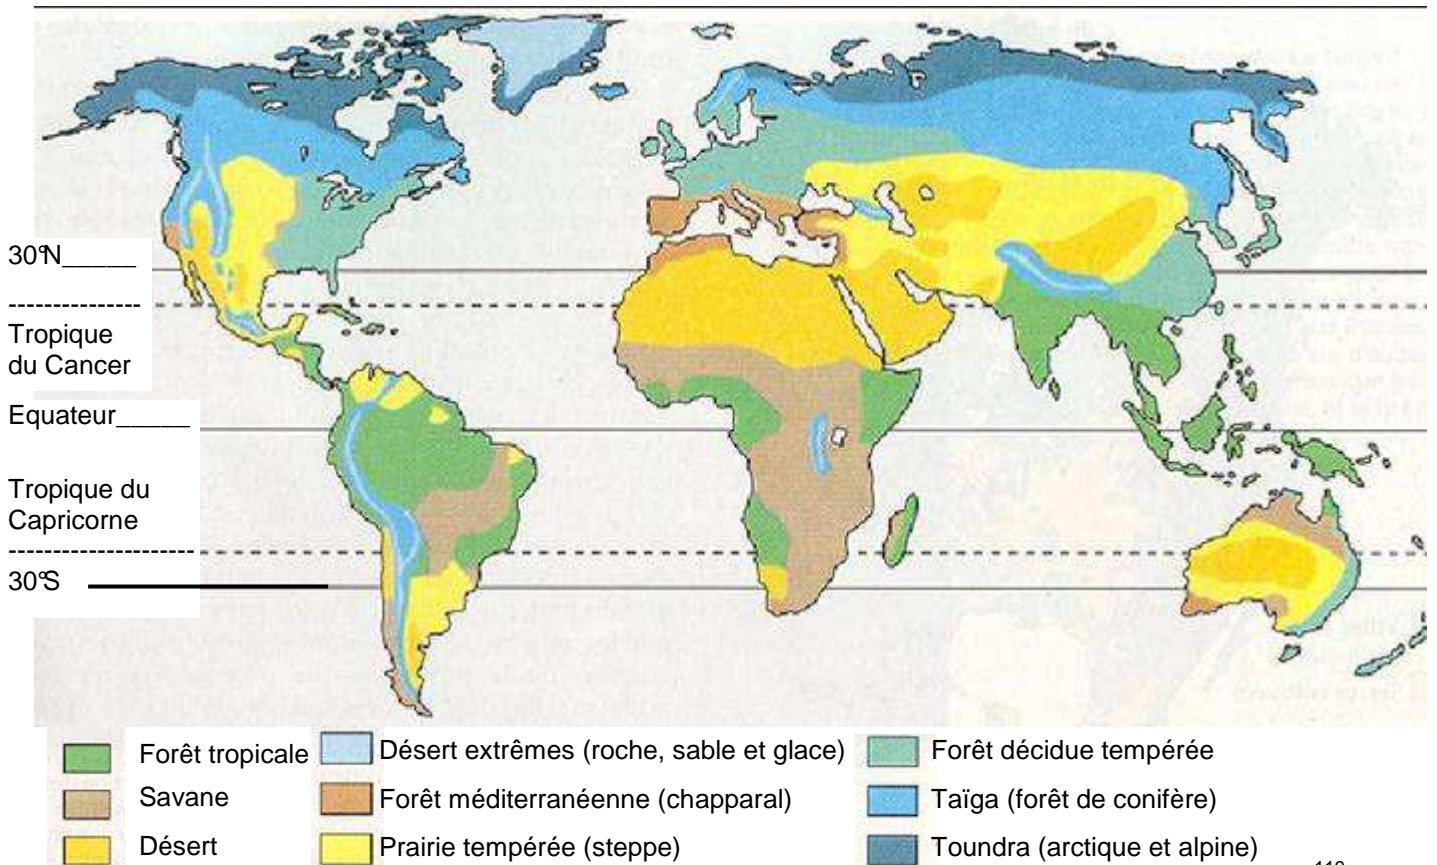 30°N_____
----------------
Tropique
du Cancer
Equateur_____
Tropique du
Capricorne
----------------------
30°S
Forêt tropicale
Désert extrêmes (roche, sable et glace)
Forêt décidue tempérée
Savane
Forêt méditerranéenne (chapparal)
Taïga (forêt de conifère)
Désert
Prairie tempérée (steppe)
Toundra (arctique et alpine)